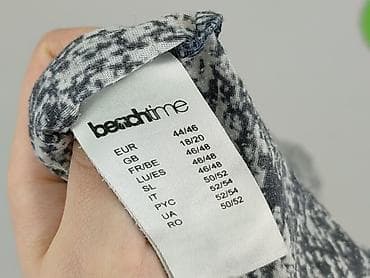 beachtime
EUR 44/46
GB 18/20
FR/BE 46/48
LU/ES 46/48
SL 46/48
IT 50/52
РУС 52/54
UA 52/54
RO 50/52